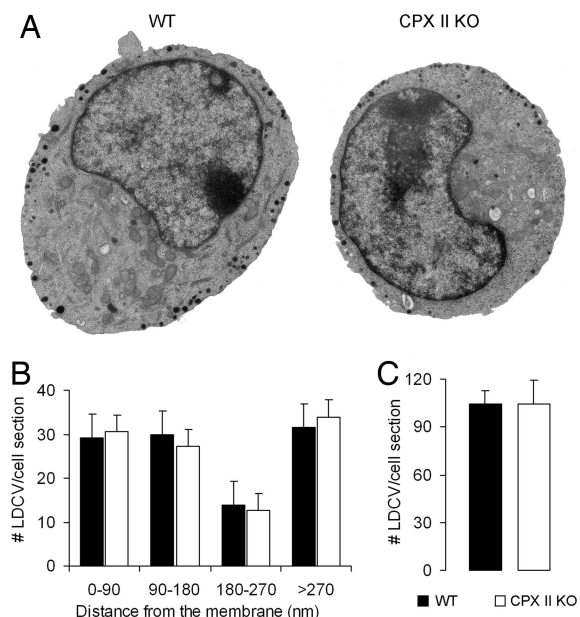 A
WT
CPX II KO
B
# LDCV/cell section
40
30
20
10
0
0-90
90-180
180-270
>270
Distance from the membrane (nm)
C
# LDCV/cell section
120
90
60
30
0
WT
CPX II KO